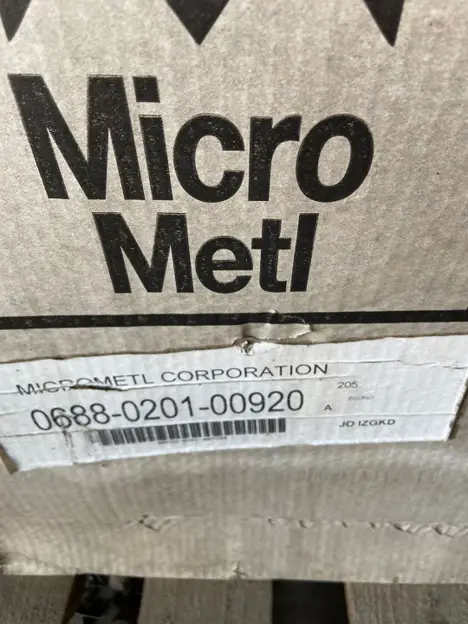 Micro
Metl
MICROMETL CORPORATION
205
0688-0201-00920
A
JO IZGKD